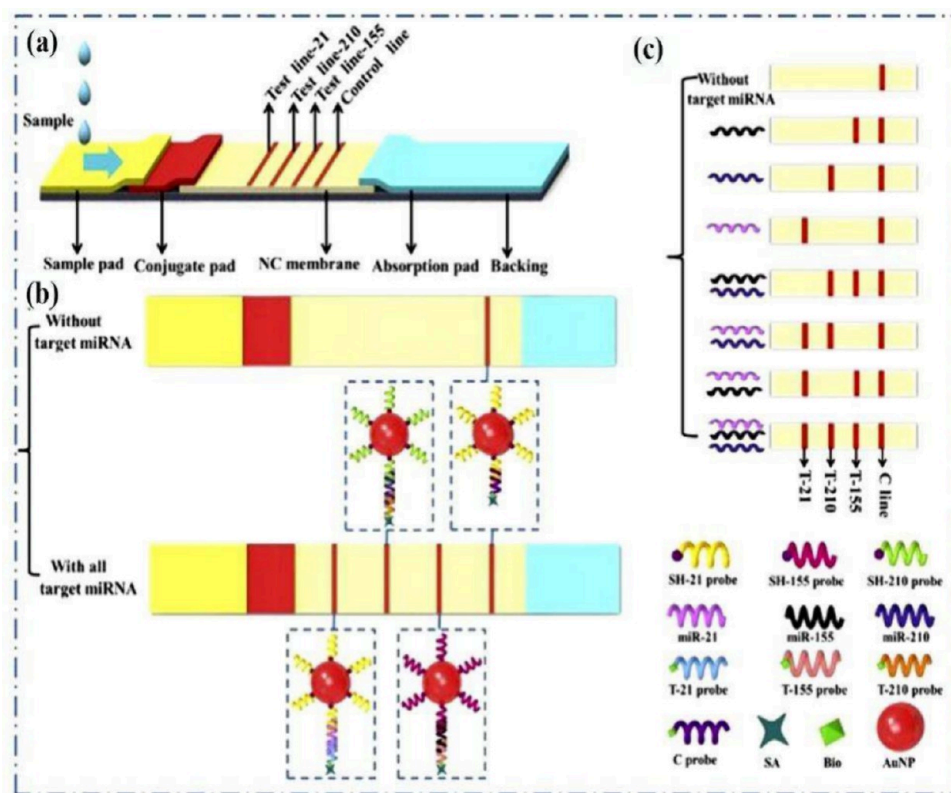 (a)
Test line-21
Test line-210
Test line-155
Control line
Sample
Sample pad
Conjugate pad
NC membrane
Absorption pad
Backing
(b)
Without
target miRNA
With all
target miRNA
(c)
Without
target miRNA
T-21
T-210
T-155
C line
SH-21 probe
SH-155 probe
SH-210 probe
miR-21
miR-155
miR-210
T-21 probe
T-155 probe
T-210 probe
C probe
SA
Bio
AuNP